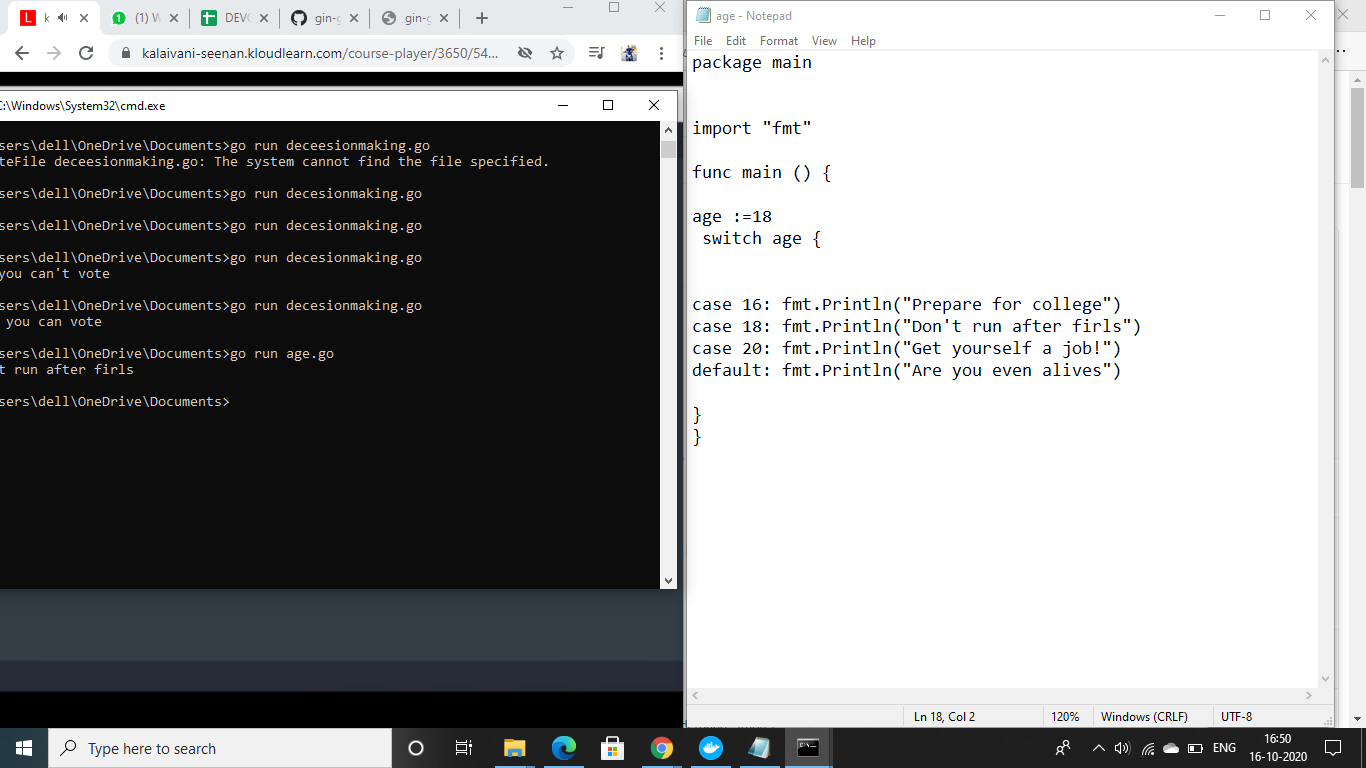 k
(1) W
DEVO
gin-g
gin-g
kalaivani-seenan.kloudlearn.com/course-player/3650/54...
C:\Windows\System32\cmd.exe
sers\dell\OneDrive\Documents>go run deceesionmaking.go
teFile deceesionmaking.go: The system cannot find the file specified.
sers\dell\OneDrive\Documents>go run decesionmaking.go
sers\dell\OneDrive\Documents>go run decesionmaking.go
sers\dell\OneDrive\Documents>go run decesionmaking.go
you can't vote
sers\dell\OneDrive\Documents>go run decesionmaking.go
you can vote
sers\dell\OneDrive\Documents>go run age.go
t run after firls
sers\dell\OneDrive\Documents>
age - Notepad
File Edit Format View Help
package main
import "fmt"
func main () {
age :=18
switch age {
case 16: fmt.Println("Prepare for college")
case 18: fmt.Println("Don't run after firls")
case 20: fmt.Println("Get yourself a job!")
default: fmt.Println("Are you even alives")
}
}
Ln 18, Col 2 120% Windows (CRLF) UTF-8
Type here to search
ENG
16:50
16-10-2020